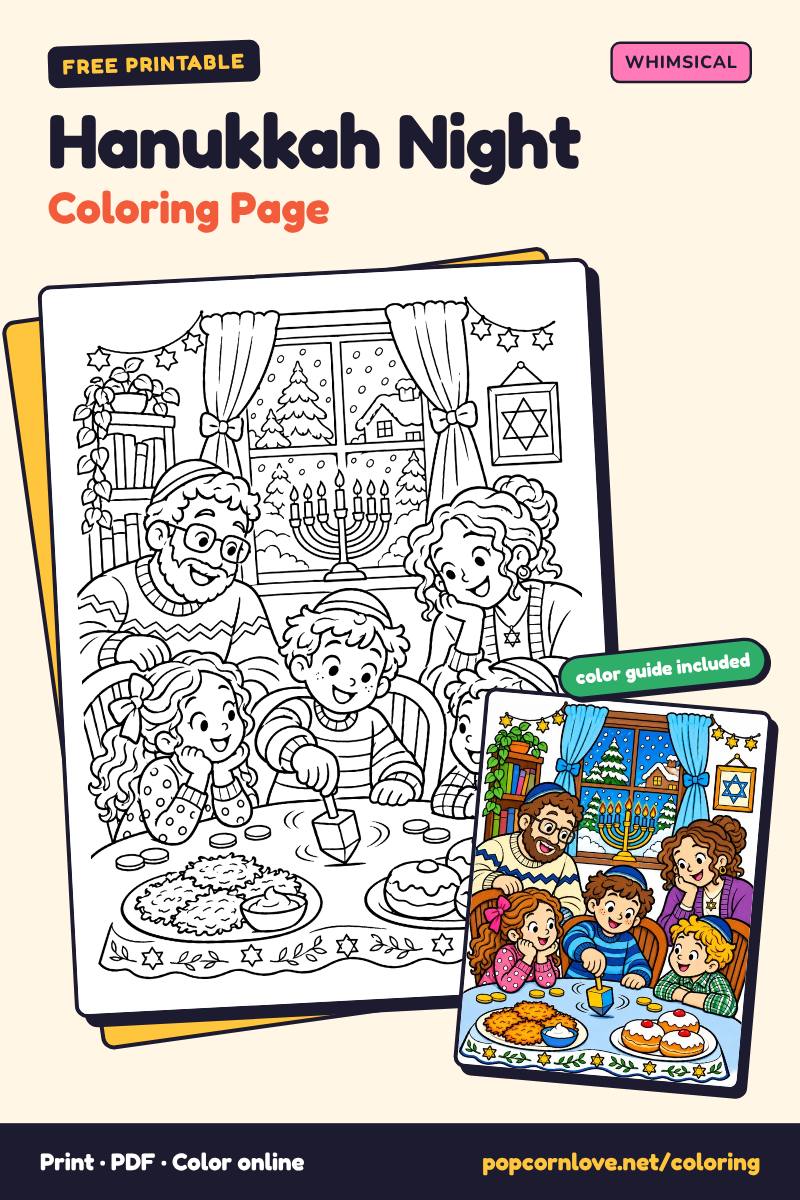 FREE PRINTABLE
WHIMSICAL
Hanukkah Night
Coloring Page
color guide included
Print · PDF · Color online
popcornlove.net/coloring